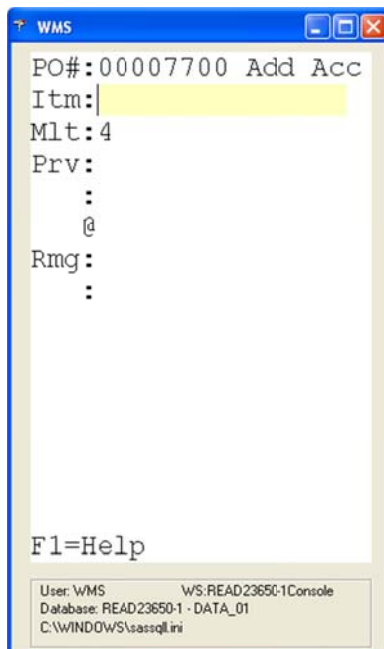 WMS
PO#:00007700 Add Acc
Itm:
Mlt:4
Prv:
:
@
Rmg:
:
F1=Help
User: WMS WS:READ23650-1Console
Database: READ23650-1 - DATA_01
C:\WINDOWS\sassqll.ini